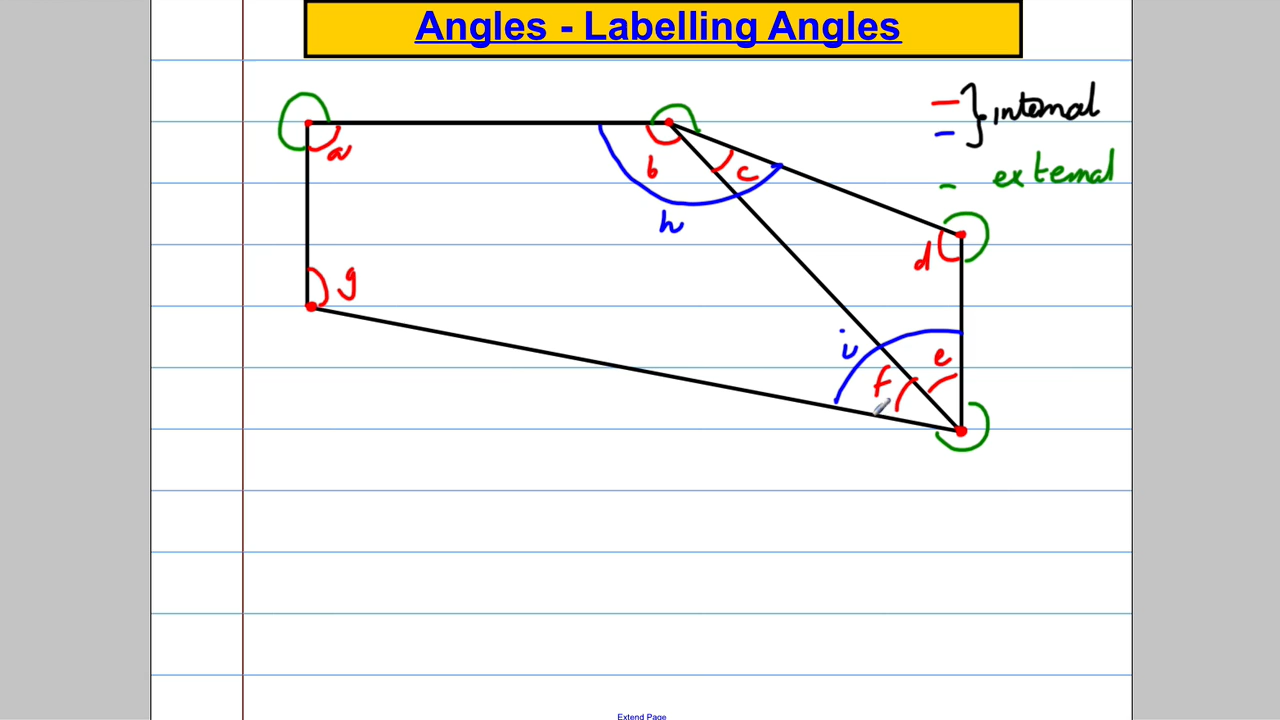 Angles - Labelling Angles
internal
external
a
b
c
h
d
g
i
e
f
Extend Page